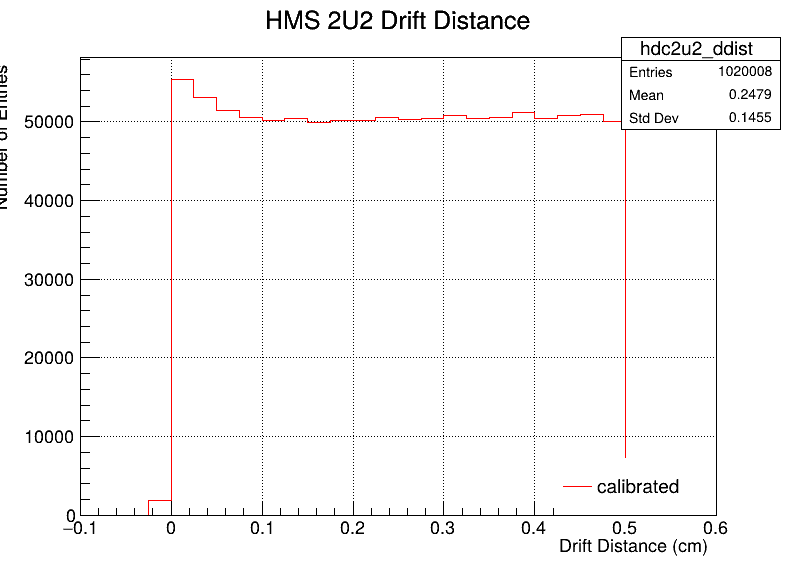 HMS 2U2 Drift Distance
hdc2u2_ddist
Entries 1020008
Mean 0.2479
Std Dev 0.1455
Number of Entries
50000
40000
30000
20000
10000
0
−0.1 0 0.1 0.2 0.3 0.4 0.5 0.6
calibrated
Drift Distance (cm)